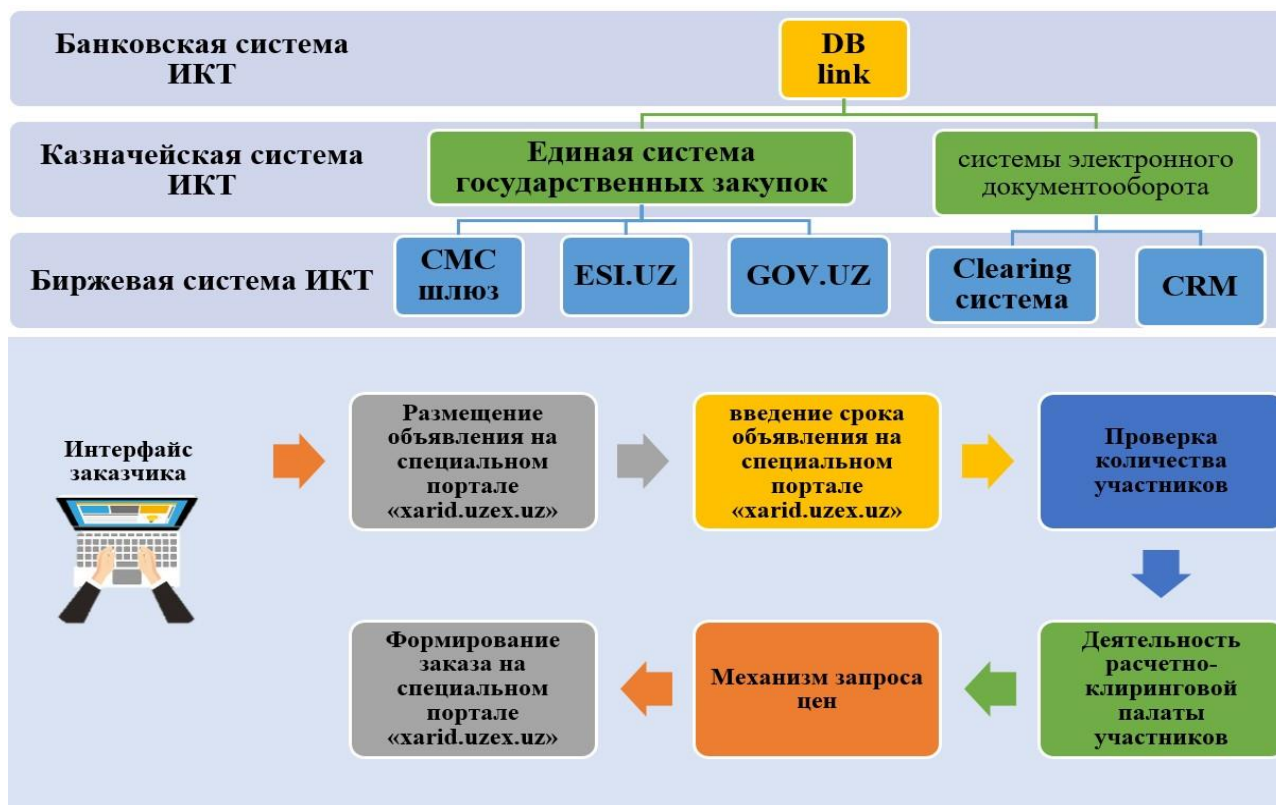 Банковская система
ИКТ
DB
link
Казначейская система
ИКТ
Единая система
государственных закупок
системы электронного
документооборота
Биржевая система ИКТ
СМС
шлюз
ESI.UZ
GOV.UZ
Clearing
система
CRM
Интерфайс
заказчика
Размещение
объявления на
специальном
портале
«xarid.uzex.uz»
введение срока
объявления на
специальном
портале
«xarid.uzex.uz»
Проверка
количества
участников
Формирование
заказа на
специальном
портале
«xarid.uzex.uz»
Механизм запроса
цен
Деятельность
расчетно-
клиринговой
палаты
участников